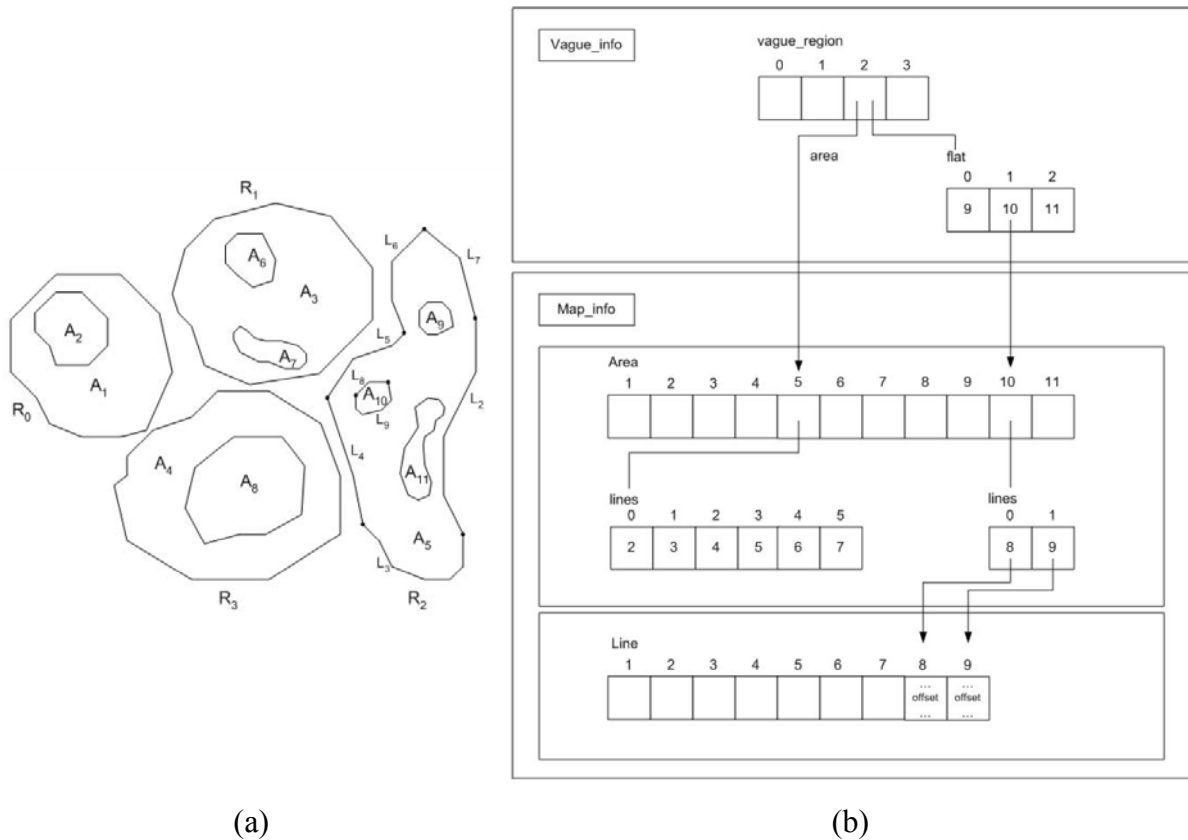 R₁
L₆
L₇
A₆
A₃
A₂
A₉
L₅
A₇
A₁
L₈
A₁₀
L₂
R₀
L₉
L₄
A₄
A₈
A₁₁
A₅
L₃
R₃
R₂
(a)
Vague_info
vague_region
0 1 2 3
area
flat
0 1 2
9 10 11
Map_info
Area
1 2 3 4 5 6 7 8 9 10 11
lines
0 1 2 3 4 5
2 3 4 5 6 7
lines
0 1
8 9
Line
1 2 3 4 5 6 7 8 9
... ...
offset offset
... ...
(b)